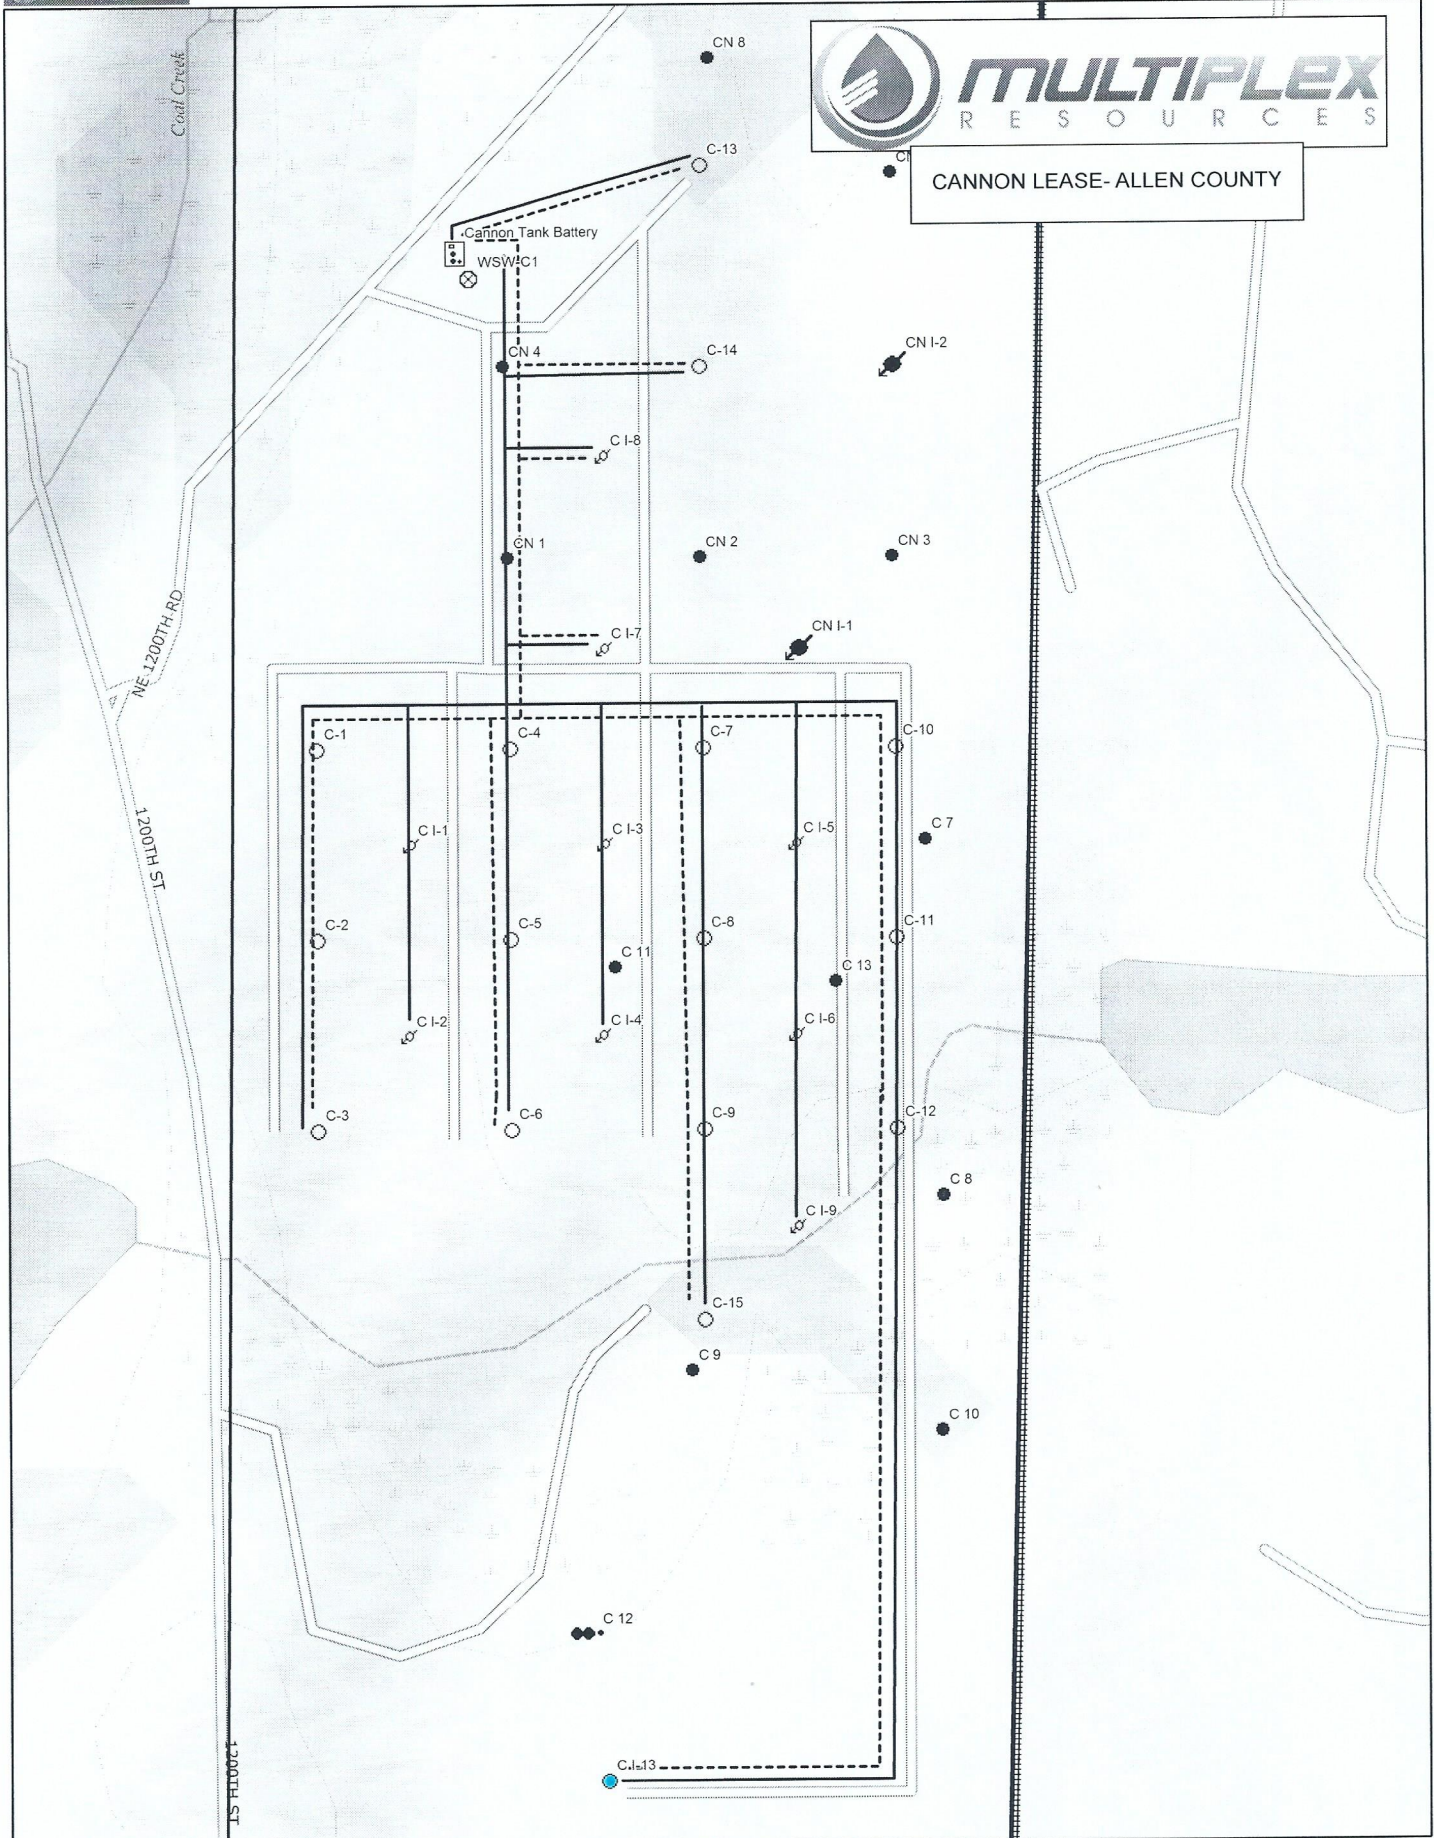 Coal Creek
CN 8
MULTIPLEX
RESOURCES
C-13
CANNON LEASE- ALLEN COUNTY
Cannon Tank Battery
WSW-C1
CN 4
C-14
CN I-2
C I-8
CN 1
CN 2
CN 3
NE 1200TH RD
C I-7
CN I-1
C-1
C-4
C-7
C-10
1200TH ST
C I-1
C I-3
C I-5
C 7
C-2
C-5
C-8
C-11
C 11
C 13
C I-2
C I-4
C I-6
C-3
C-6
C-9
C-12
C 8
C I-9
C-15
C 9
C 10
C 12
1200TH ST
C I-13